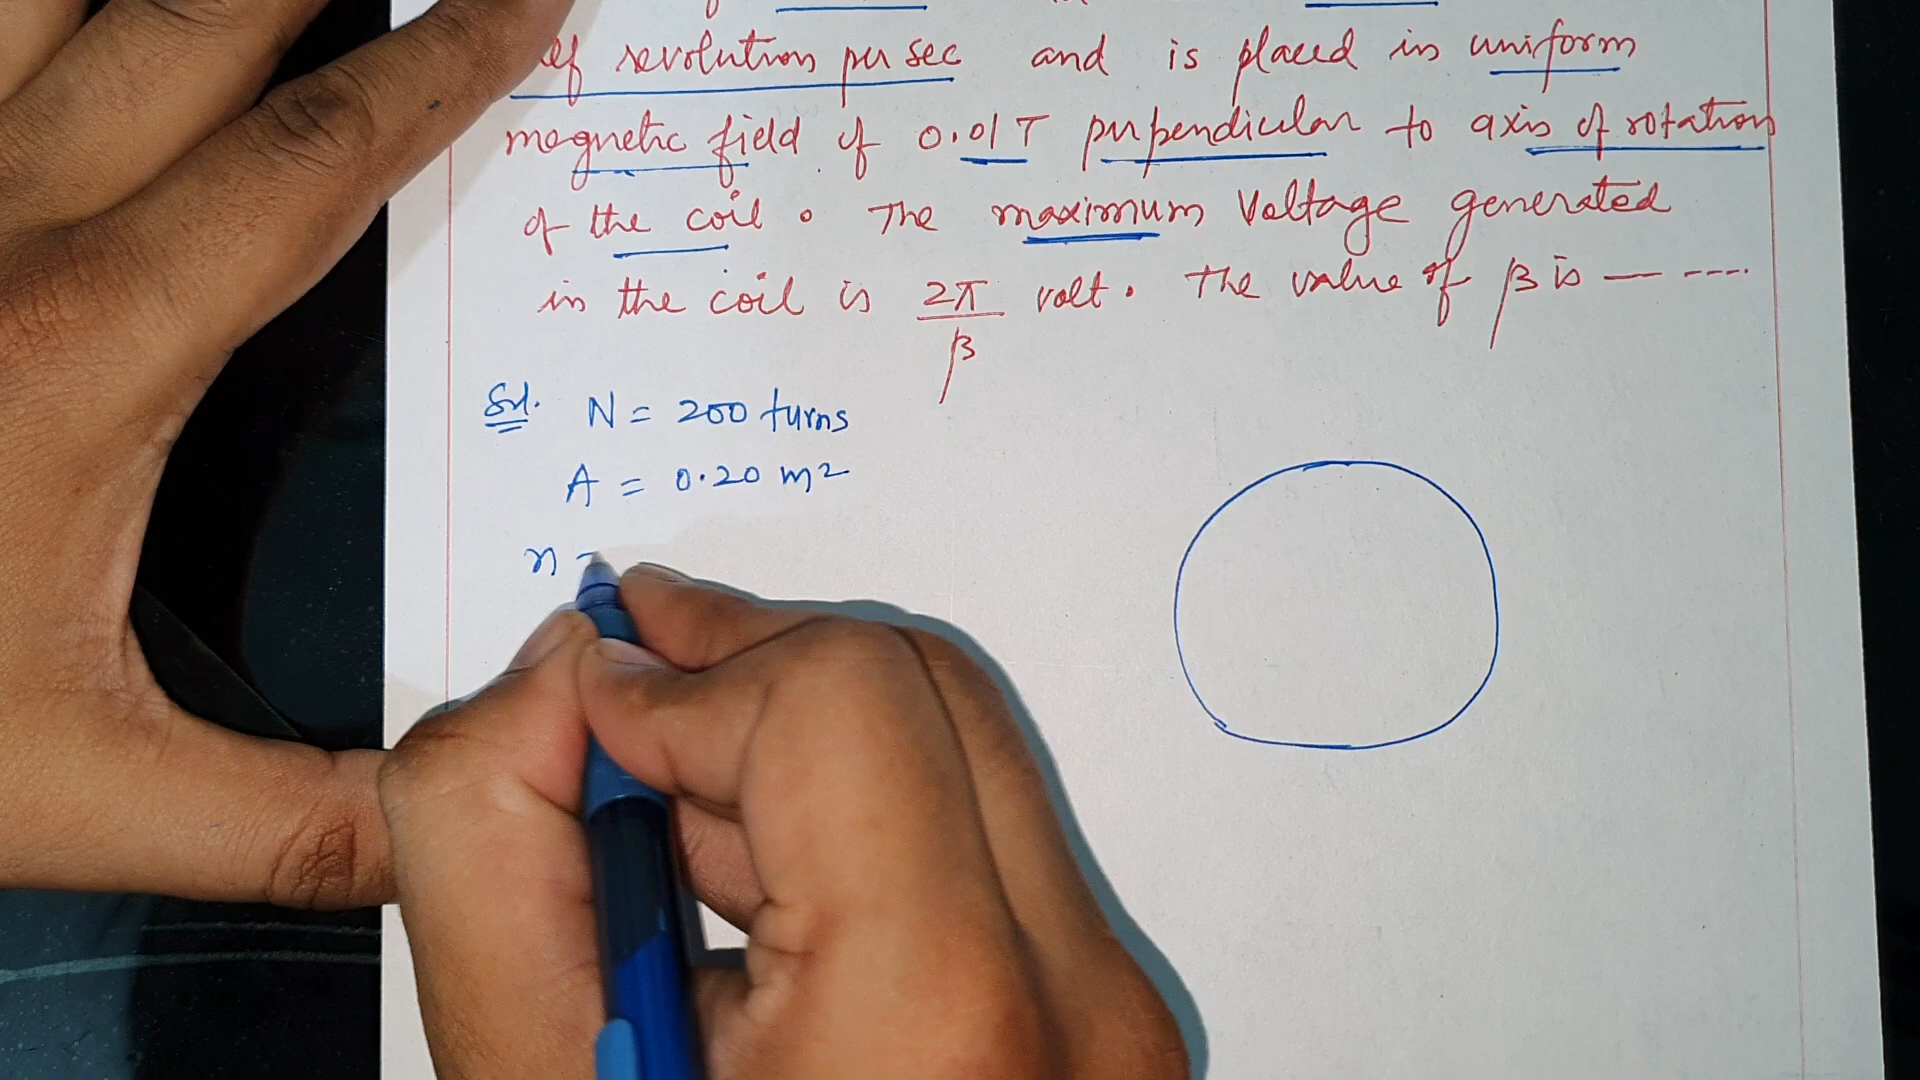 of revolution per sec and is placed in uniform
magnetic field of 0.01T perpendicular to axis of rotation
of the coil. The maximum voltage generated
in the coil is 2π/β volt. The value of β is — ----.
Sol. N = 200 turns
A = 0.20 m²
n =